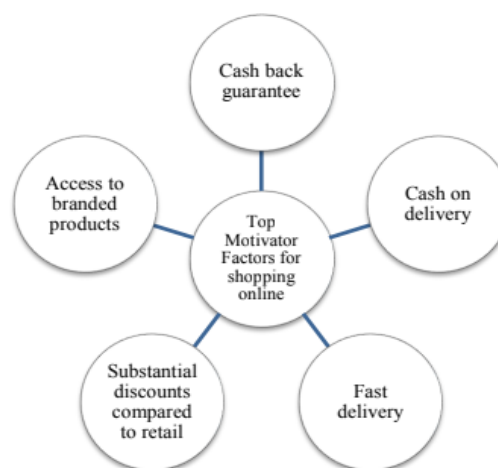 Cash back
guarantee
Access to
branded
products
Cash on
delivery
Top
Motivator
Factors for
shopping
online
Substantial
discounts
compared
to retail
Fast
delivery